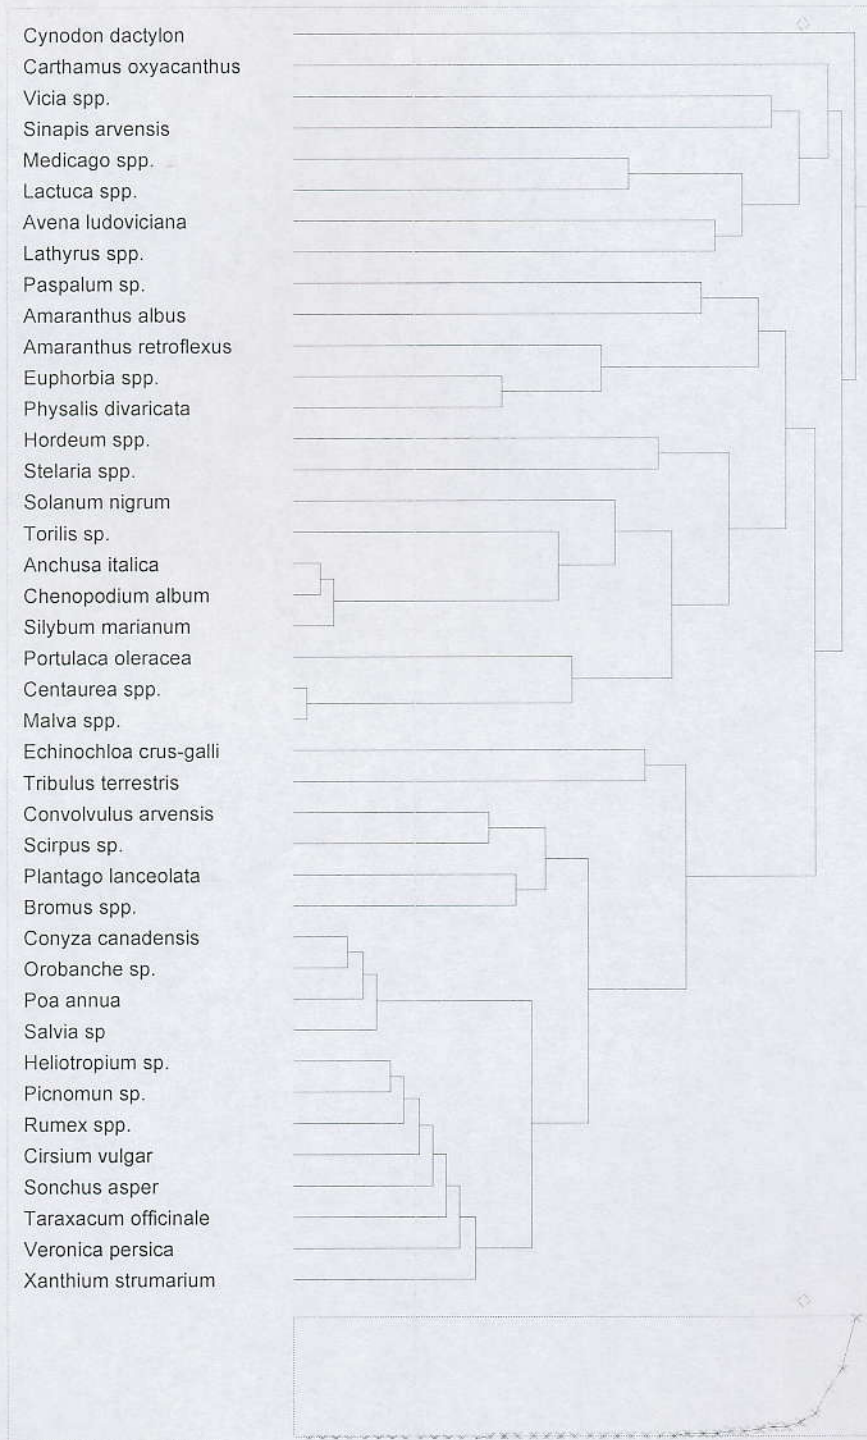 Cynodon dactylon
Carthamus oxyacanthus
Vicia spp.
Sinapis arvensis
Medicago spp.
Lactuca spp.
Avena ludoviciana
Lathyrus spp.
Paspalum sp.
Amaranthus albus
Amaranthus retroflexus
Euphorbia spp.
Physalis divaricata
Hordeum spp.
Stelaria spp.
Solanum nigrum
Torilis sp.
Anchusa italica
Chenopodium album
Silybum marianum
Portulaca oleracea
Centaurea spp.
Malva spp.
Echinochloa crus-galli
Tribulus terrestris
Convolvulus arvensis
Scirpus sp.
Plantago lanceolata
Bromus spp.
Conyza canadensis
Orobanche sp.
Poa annua
Salvia sp
Heliotropium sp.
Picnomun sp.
Rumex spp.
Cirsium vulgar
Sonchus asper
Taraxacum officinale
Veronica persica
Xanthium strumarium